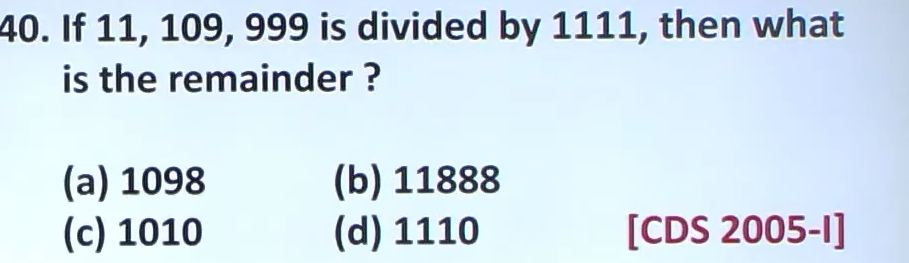 40. If 11, 109, 999 is divided by 1111, then what
is the remainder ?
(a) 1098 (b) 11888
(c) 1010 (d) 1110 [CDS 2005-I]